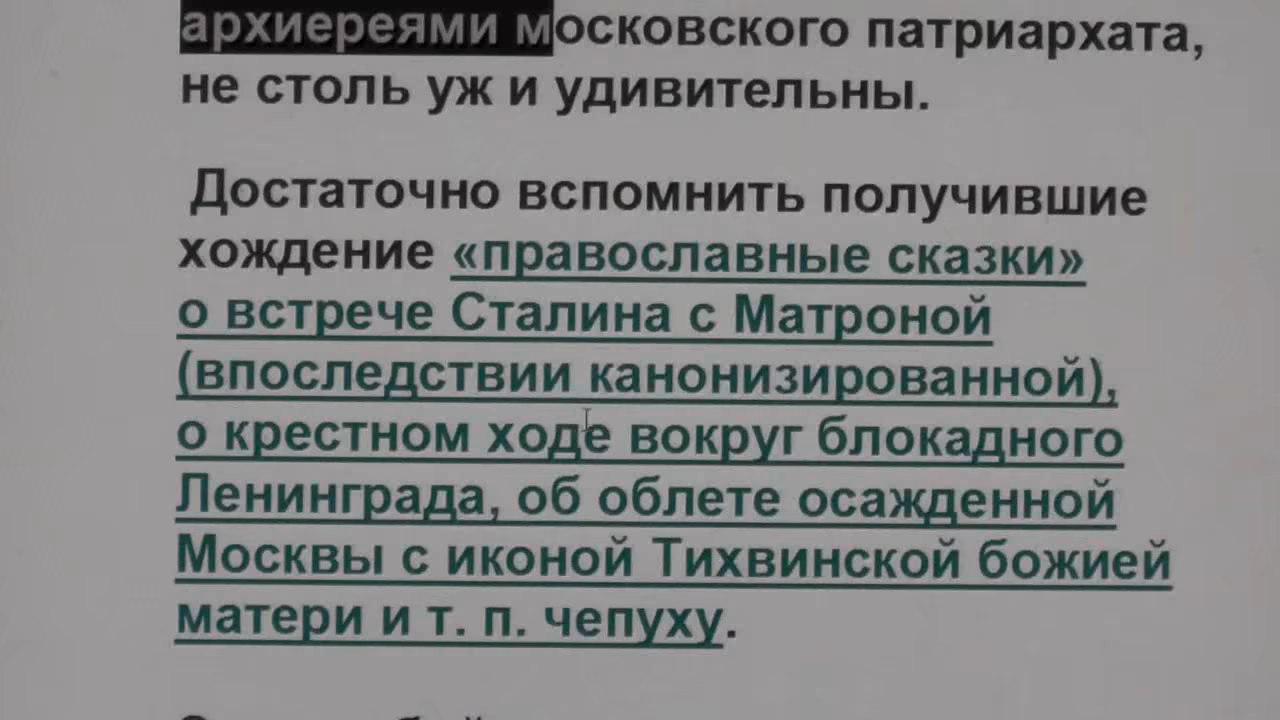 архиереями московского патриархата,
не столь уж и удивительны.
Достаточно вспомнить получившие
хождение «православные сказки»
о встрече Сталина с Матроной
(впоследствии канонизированной),
о крестном ходе вокруг блокадного
Ленинграда, об облете осажденной
Москвы с иконой Тихвинской божией
матери и т. п. чепуху.